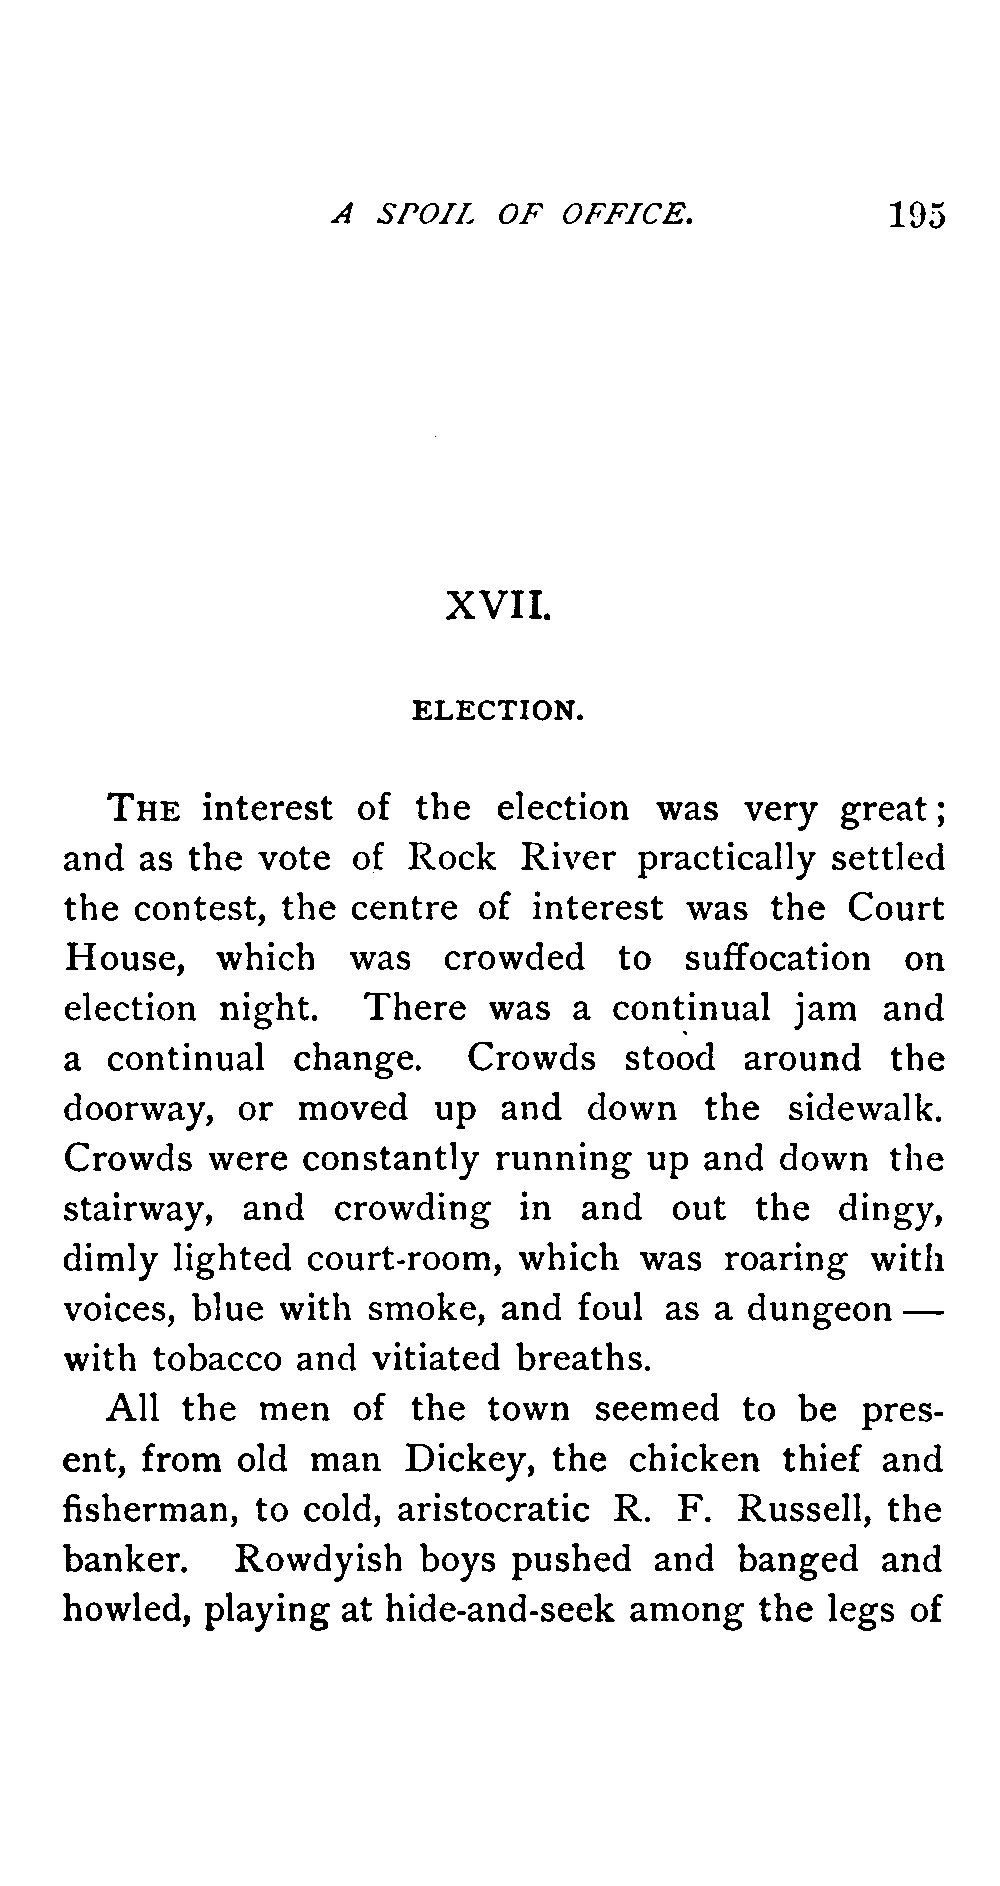 A SPOIL OF OFFICE. 195
XVII.
ELECTION.
THE interest of the election was very great;
and as the vote of Rock River practically settled
the contest, the centre of interest was the Court
House, which was crowded to suffocation on
election night. There was a continual jam and
a continual change. Crowds stood around the
doorway, or moved up and down the sidewalk.
Crowds were constantly running up and down the
stairway, and crowding in and out the dingy,
dimly lighted court-room, which was roaring with
voices, blue with smoke, and foul as a dungeon —
with tobacco and vitiated breaths.
All the men of the town seemed to be pres-
ent, from old man Dickey, the chicken thief and
fisherman, to cold, aristocratic R. F. Russell, the
banker. Rowdyish boys pushed and banged and
howled, playing at hide-and-seek among the legs of